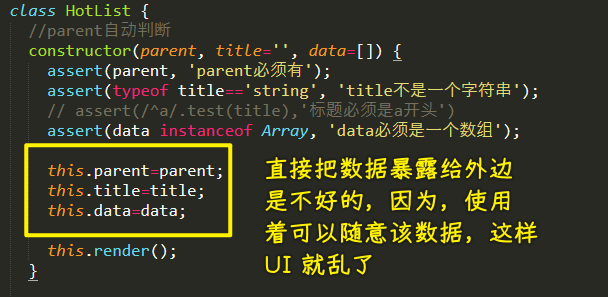 class HotList {
//parent自动判断
constructor(parent, title='', data=[]) {
assert(parent, 'parent必须有');
assert(typeof title=='string', 'title不是一个字符串');
// assert(/^a/.test(title),'标题必须是a开头')
assert(data instanceof Array, 'data必须是一个数组');
this.parent=parent;
this.title=title;
this.data=data;
直接把数据暴露给外边
是不好的，因为，使用
着可以随意该数据，这样
UI 就乱了
this.render();
}